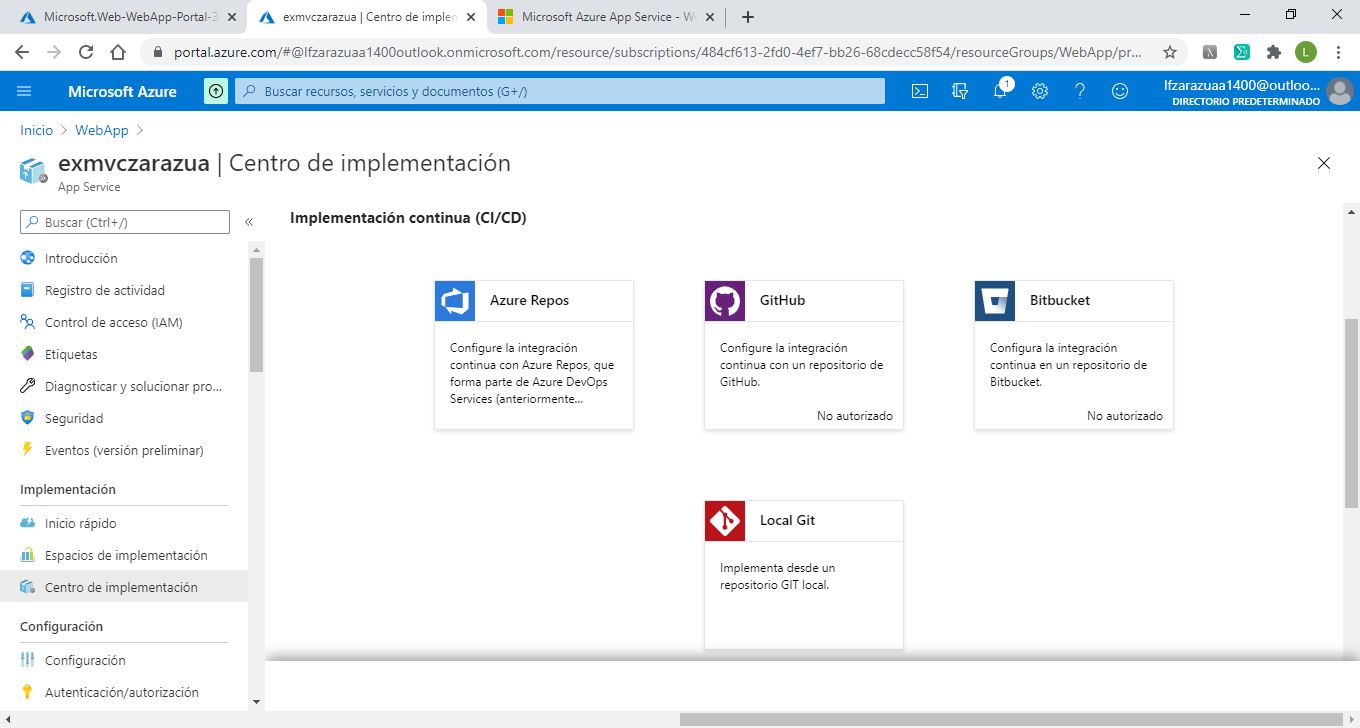 Microsoft.Web-WebApp-Portal-3
exmvczarazua | Centro de implem
Microsoft Azure App Service - We
portal.azure.com/#@lfzarazuaa1400outlook.onmicrosoft.com/resource/subscriptions/484cf613-2fd0-4ef7-bb26-68cdecc58f54/resourceGroups/WebApp/pr...
L
Microsoft Azure
Buscar recursos, servicios y documentos (G+/)
1
lfzarazuaa1400@outloo...
DIRECTORIO PREDETERMINADO
Inicio > WebApp >
exmvczarazua | Centro de implementación
App Service
Buscar (Ctrl+/)
«
Introducción
Registro de actividad
Control de acceso (IAM)
Etiquetas
Diagnosticar y solucionar pro...
Seguridad
Eventos (versión preliminar)
Implementación
Inicio rápido
Espacios de implementación
Centro de implementación
Configuración
Configuración
Autenticación/autorización
Implementación continua (CI/CD)
Azure Repos
Configure la integración
continua con Azure Repos, que
forma parte de Azure DevOps
Services (anteriormente...
GitHub
Configure la integración
continua con un repositorio de
GitHub.
No autorizado
Bitbucket
Configura la integración
continua en un repositorio de
Bitbucket.
No autorizado
Local Git
Implementa desde un
repositorio GIT local.